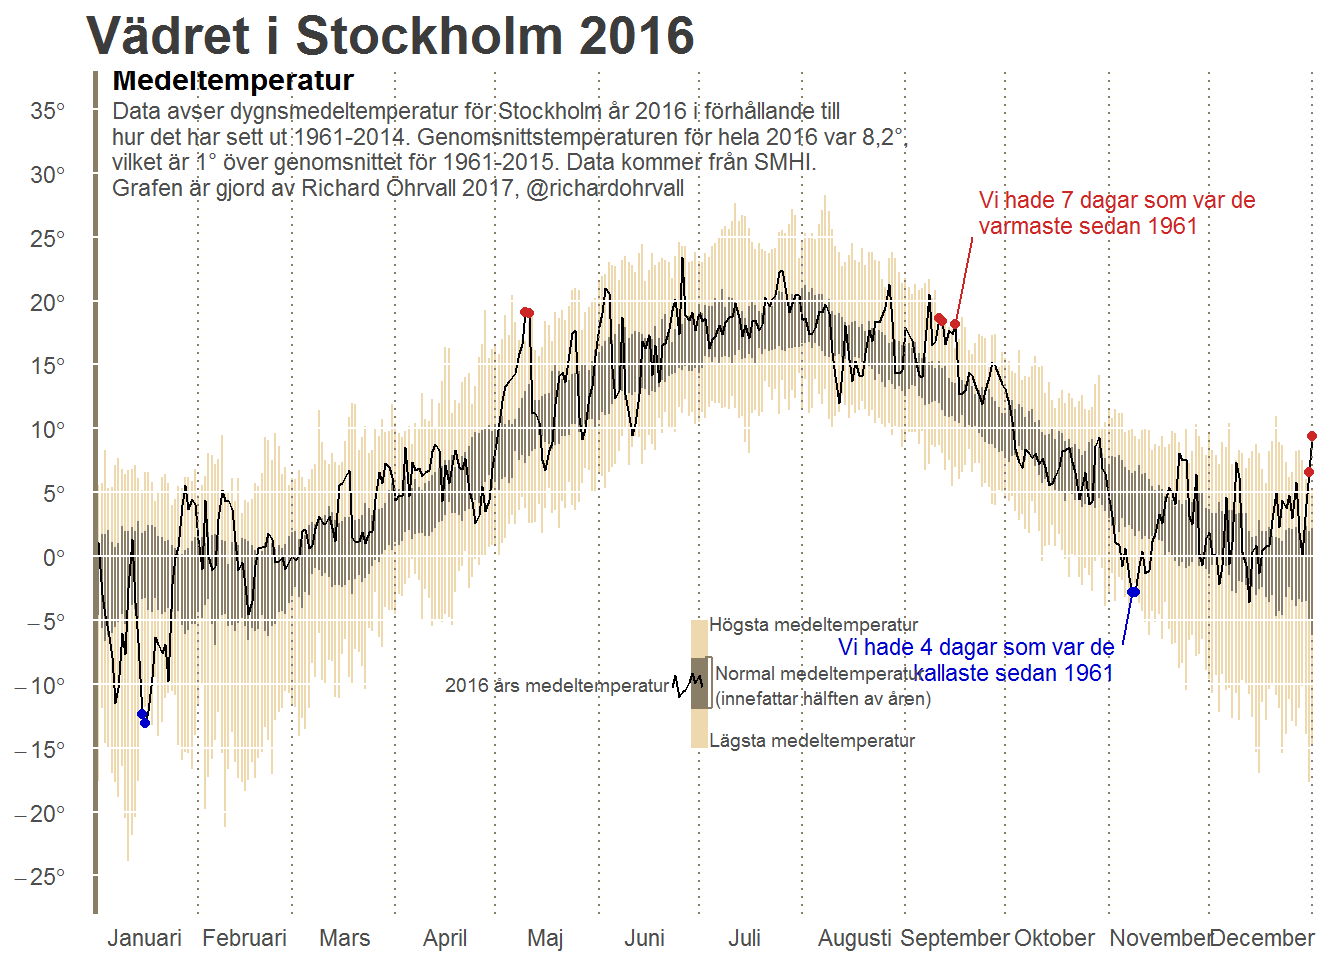 Vädret i Stockholm 2016
Medeltemperatur
Data avser dygnsmedeltemperatur för Stockholm år 2016 i förhållande till
hur det har sett ut 1961-2014. Genomsnittstemperaturen för hela 2016 var 8,2°,
vilket är 1° över genomsnittet för 1961-2015. Data kommer från SMHI.
Grafen är gjord av Richard Öhrvall 2017, @richardohrvall
35°
30°
25°
20°
15°
10°
5°
0°
−5°
−10°
−15°
−20°
−25°
Vi hade 7 dagar som var de
varmaste sedan 1961
Vi hade 4 dagar som var de
kallaste sedan 1961
Högsta medeltemperatur
2016 års medeltemperatur
Normal medeltemperatur
(innefattar hälften av åren)
Lägsta medeltemperatur
Januari Februari Mars April Maj Juni Juli Augusti September Oktober November December